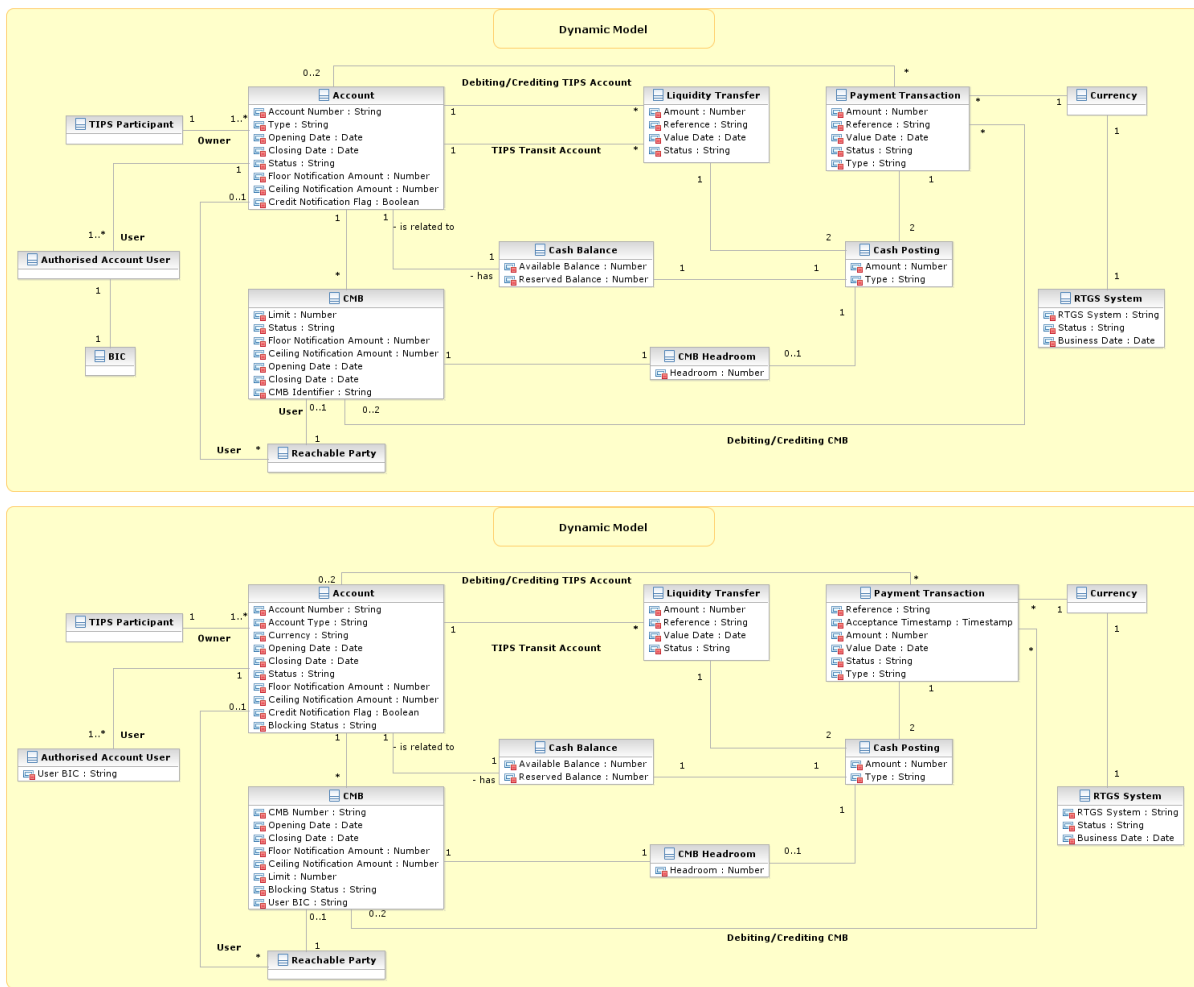 Dynamic Model
0..2
*
Debiting/Crediting TIPS Account
Account
Account Number : String
Type : String
Opening Date : Date
Closing Date : Date
Status : String
Floor Notification Amount : Number
Ceiling Notification Amount : Number
Credit Notification Flag : Boolean
Liquidity Transfer
Amount : Number
Reference : String
Value Date : Date
Status : String
Payment Transaction
Amount : Number
Reference : String
Value Date : Date
Status : String
Type : String
Currency
TIPS Participant
1
1..*
Owner
1
*
1
TIPS Transit Account
*
*
1
*
1
1
0..1
1..*
User
Authorised Account User
1
1
BIC
1
1
- is related to
1
- has
*
Cash Balance
Available Balance : Number
Reserved Balance : Number
1
1
1
2
1
2
Cash Posting
Amount : Number
Type : String
1
RTGS System
RTGS System : String
Status : String
Business Date : Date
CMB
Limit : Number
Status : String
Floor Notification Amount : Number
Ceiling Notification Amount : Number
Opening Date : Date
Closing Date : Date
CMB Identifier : String
1
1
CMB Headroom
Headroom : Number
0..1
1
User
0..1
0..2
1
Debiting/Crediting CMB
User
*
Reachable Party
Dynamic Model
0..2
*
Debiting/Crediting TIPS Account
Account
Account Number : String
Account Type : String
Currency : String
Opening Date : Date
Closing Date : Date
Status : String
Floor Notification Amount : Number
Ceiling Notification Amount : Number
Credit Notification Flag : Boolean
Blocking Status : String
Liquidity Transfer
Amount : Number
Reference : String
Value Date : Date
Status : String
Payment Transaction
Reference : String
Acceptance Timestamp : Timestamp
Amount : Number
Value Date : Date
Status : String
Type : String
Currency
TIPS Participant
1
1..*
Owner
1
*
TIPS Transit Account
*
1
*
1
1
0..1
1..*
User
Authorised Account User
User BIC : String
1
1
- is related to
1
- has
*
Cash Balance
Available Balance : Number
Reserved Balance : Number
1
1
1
2
1
2
Cash Posting
Amount : Number
Type : String
1
RTGS System
RTGS System : String
Status : String
Business Date : Date
CMB
CMB Number : String
Opening Date : Date
Closing Date : Date
Floor Notification Amount : Number
Ceiling Notification Amount : Number
Limit : Number
Blocking Status : String
User BIC : String
1
1
CMB Headroom
Headroom : Number
0..1
1
0..1
0..2
1
Debiting/Crediting CMB
User
*
Reachable Party